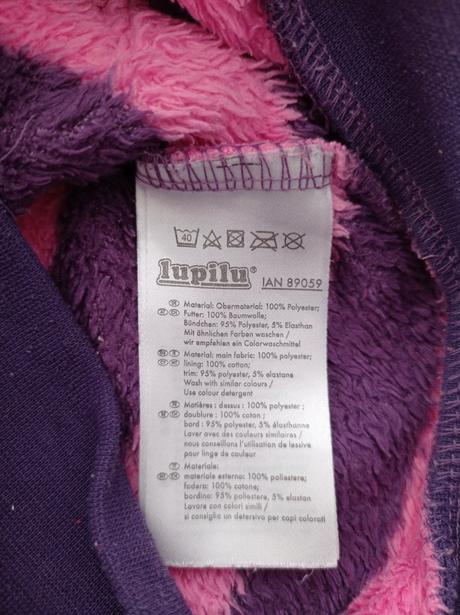 40
lupilu® IAN 89059
Material: Obermaterial: 100% Polyester;
Futter: 100% Baumwolle;
Bündchen: 95% Polyester, 5% Elasthan
Mit ähnlichen Farben waschen /
wir empfehlen ein Colorwaschmittel
Material: main fabric: 100% polyester;
lining: 100% cotton;
trim: 95% polyester, 5% elastane
Wash with similar colours /
Use colour detergent
Matières : dessus : 100% polyester ;
doublure : 100% coton ;
bord : 95% polyester, 5% élasthanne
Laver avec des couleurs similaires /
nous conseillons l'utilisation de lessive
pour linge de couleur
Materiale:
materiale esterno: 100% poliestere;
fodera: 100% cotone;
bordino: 95% poliestere, 5% elastan
Lavare con colori simili /
si consiglia un detersivo per capi colorati